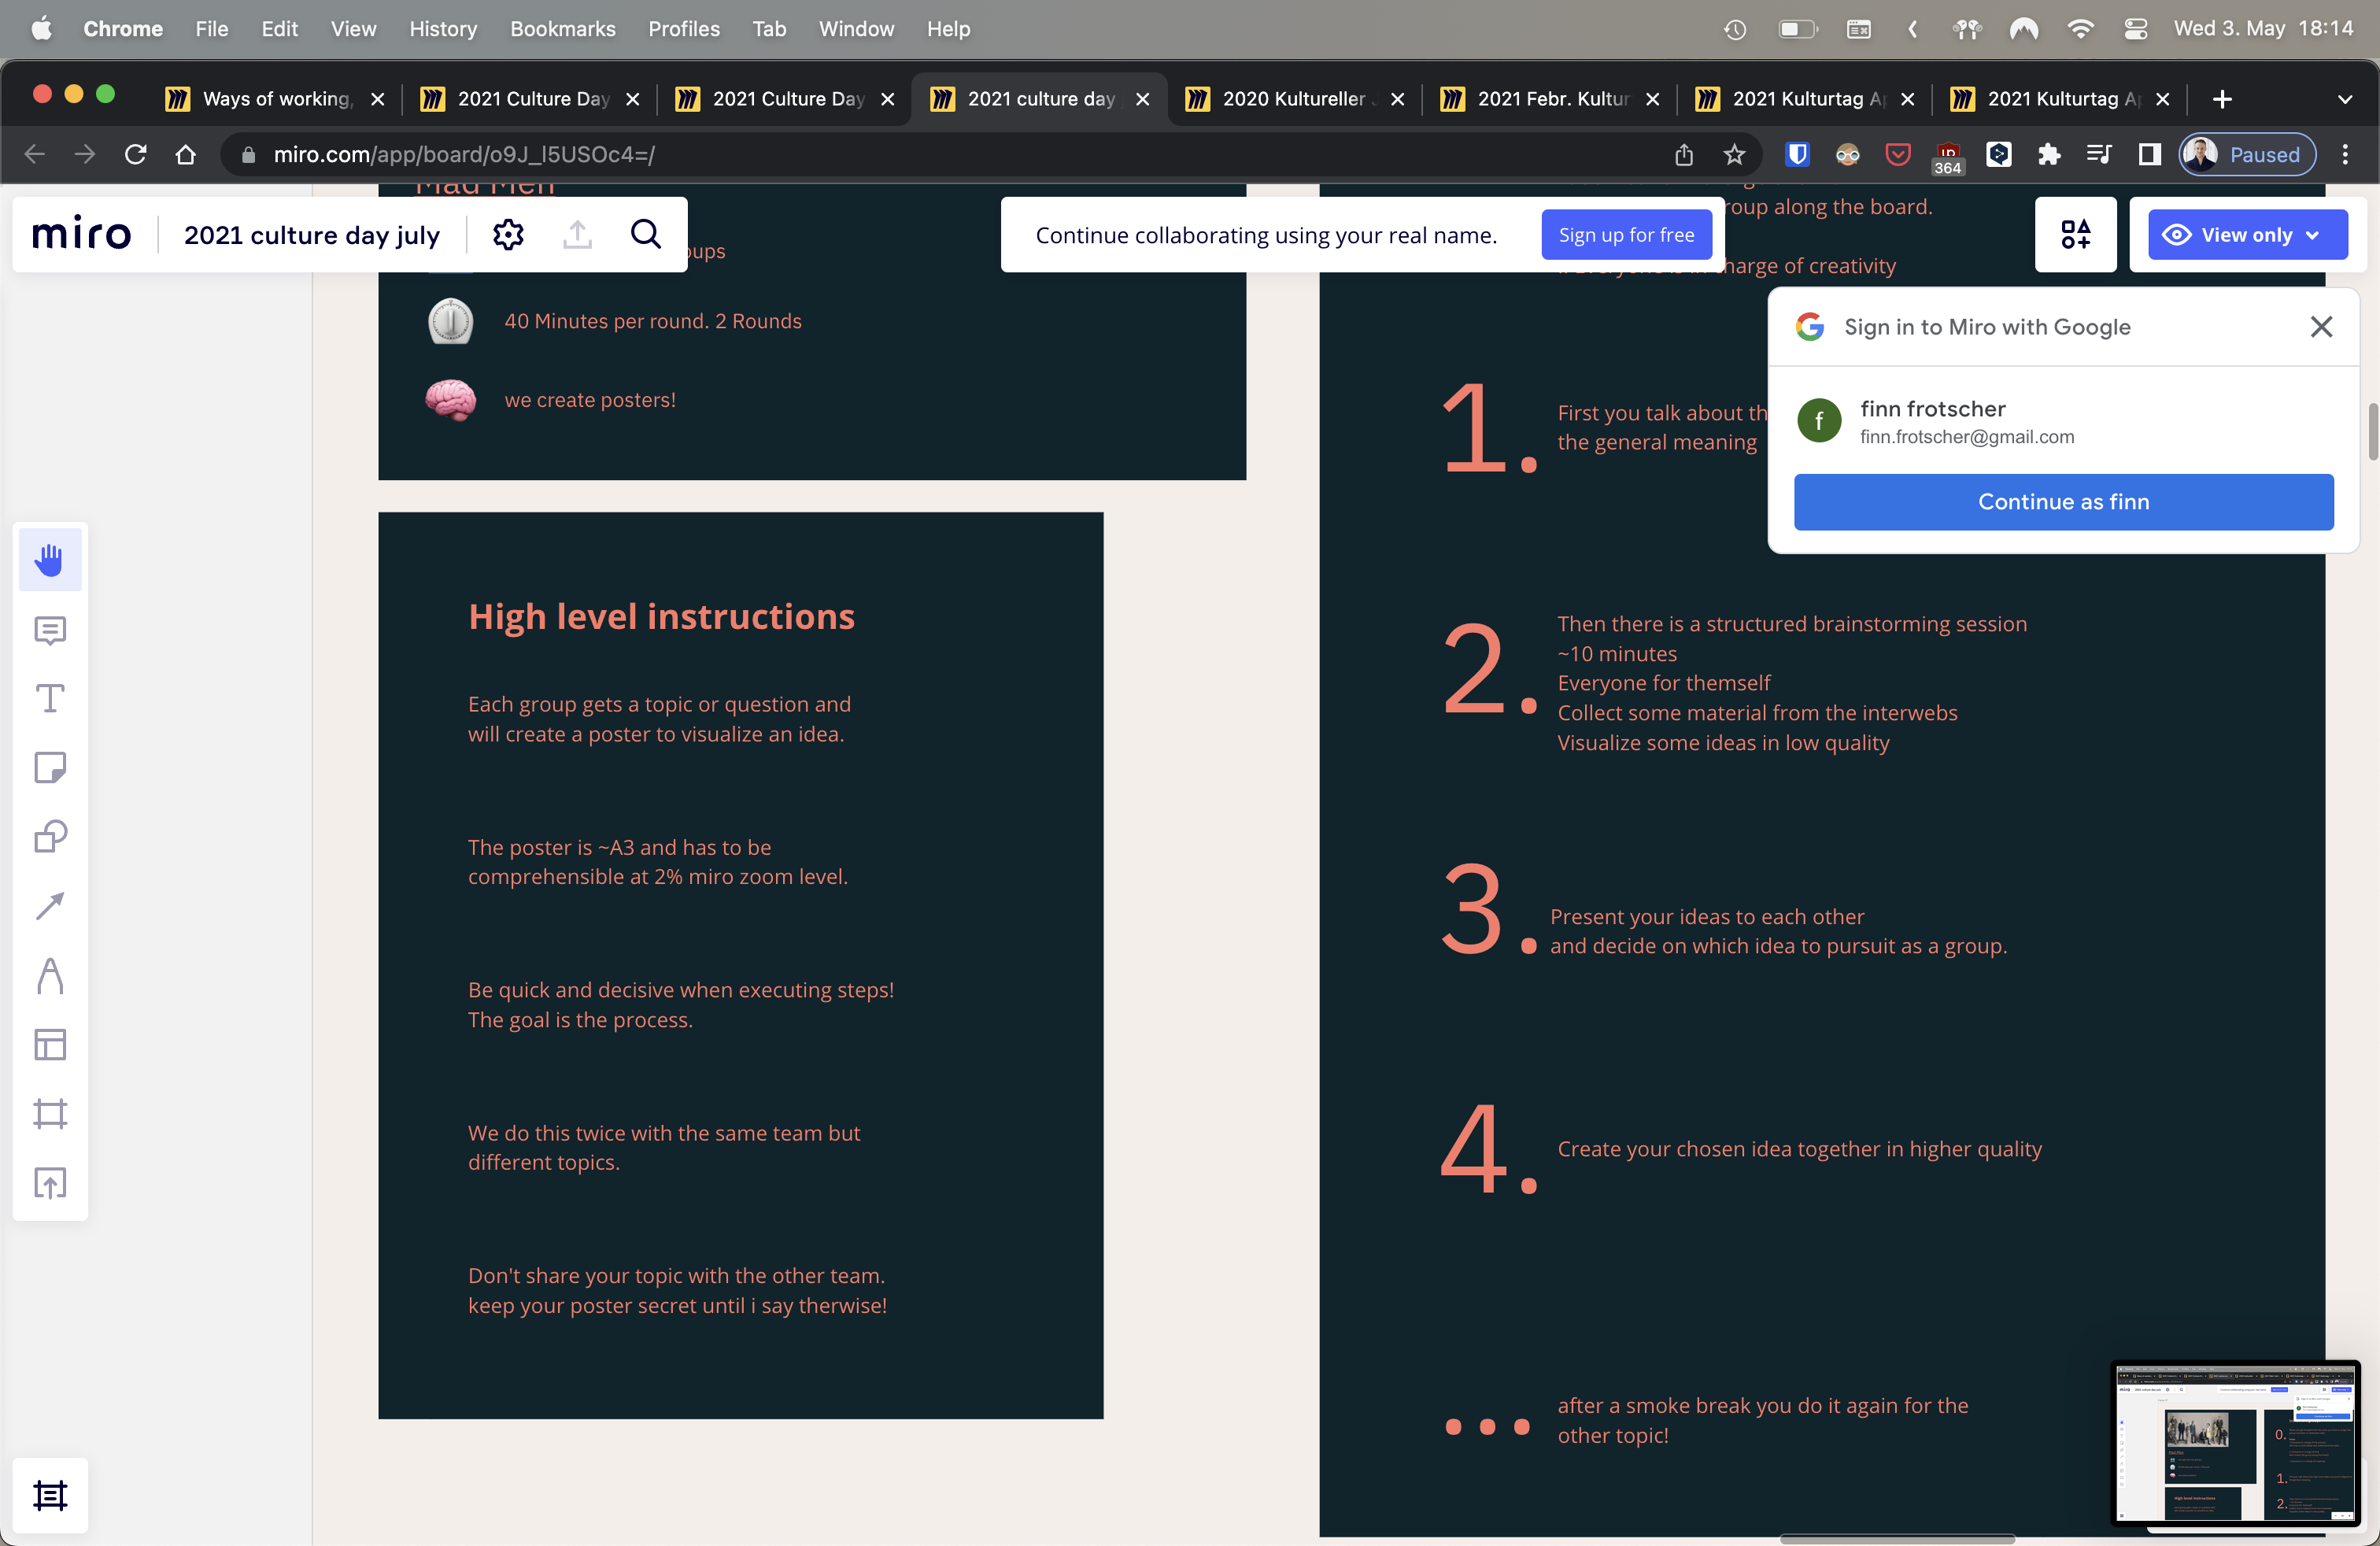 Chrome File Edit View History Bookmarks Profiles Tab Window Help Wed 3. May 18:14
Ways of working, 2021 Culture Day 2021 Culture Day 2021 culture day 2020 Kultureller 2021 Febr. Kultur 2021 Kulturtag Ap 2021 Kulturtag Ap
miro.com/app/board/o9J_l5USOc4=/
364
Paused
miro 2021 culture day july
Continue collaborating using your real name. Sign up for free
View only
Mad Men
oups
40 Minutes per round. 2 Rounds
we create posters!
High level instructions
Each group gets a topic or question and
will create a poster to visualize an idea.
The poster is ~A3 and has to be
comprehensible at 2% miro zoom level.
Be quick and decisive when executing steps!
The goal is the process.
We do this twice with the same team but
different topics.
Don't share your topic with the other team.
keep your poster secret until i say therwise!
roup along the board.
harge of creativity
1.
First you talk about th
the general meaning
2.
Then there is a structured brainstorming session
~10 minutes
Everyone for themself
Collect some material from the interwebs
Visualize some ideas in low quality
3.
Present your ideas to each other
and decide on which idea to pursuit as a group.
4.
Create your chosen idea together in higher quality
...
after a smoke break you do it again for the
other topic!
Sign in to Miro with Google
f
finn frotscher
finn.frotscher@gmail.com
Continue as finn
High level instructions
0.
1.
2.